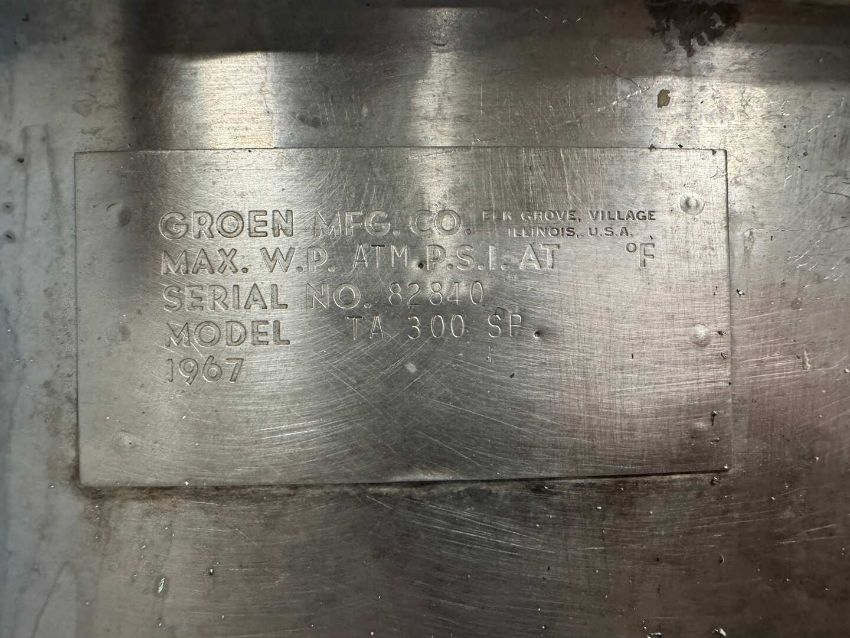 GROEN MFG. CO. ELK GROVE, VILLAGE
ILLINOIS, U.S.A.
MAX. W.P. ATM P.S.I. AT °F
SERIAL NO. 82840
MODEL TA 300 SP.
1967